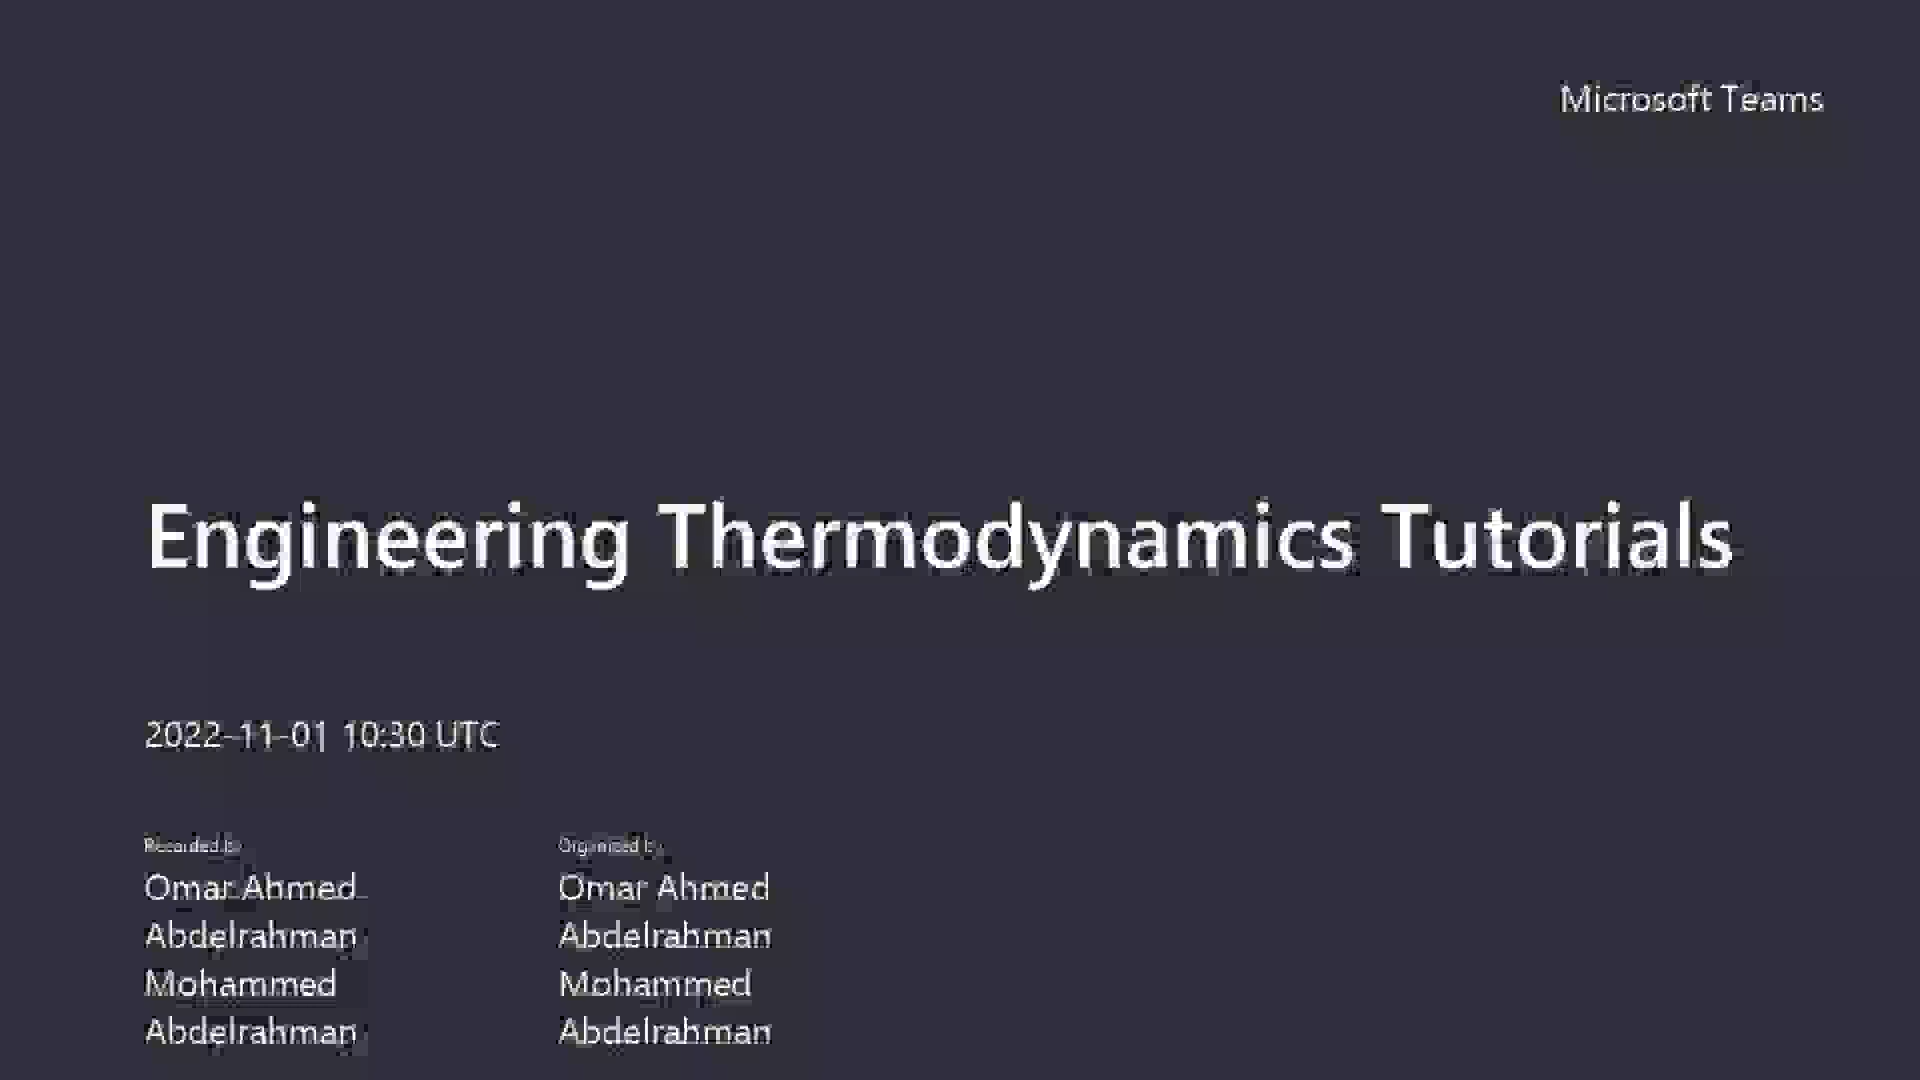 Microsoft Teams
Engineering Thermodynamics Tutorials
2022-11-01 10:30 UTC
Recorded by
Organized by
Omar Ahmed
Abdelrahman
Mohammed
Abdelrahman
Omar Ahmed
Abdelrahman
Mohammed
Abdelrahman